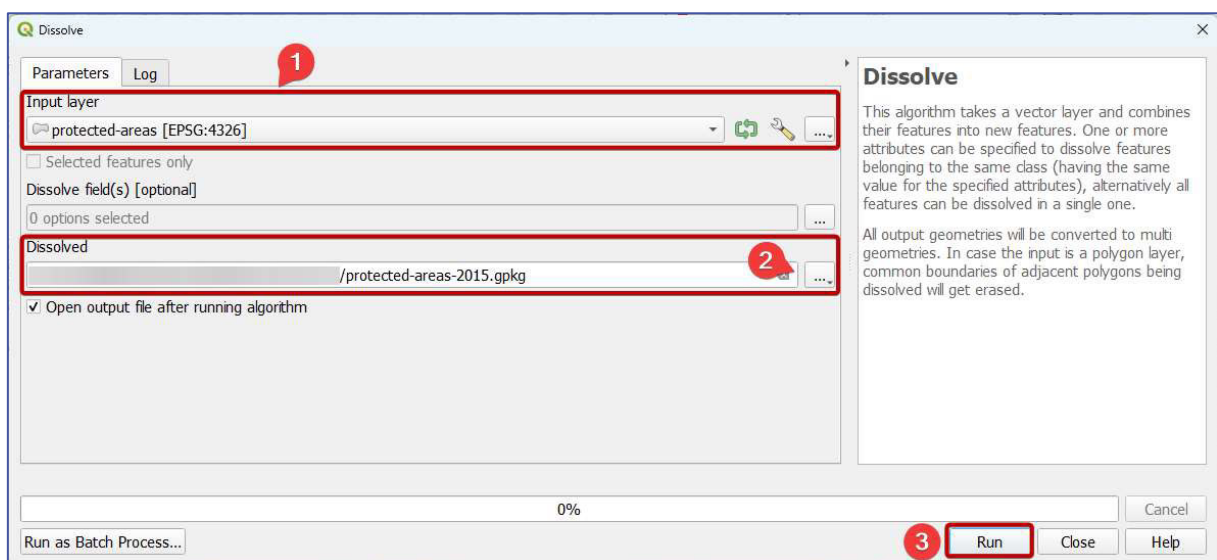 Dissolve
Parameters
Log
1
Input layer
protected-areas [EPSG:4326]
...
Selected features only
Dissolve field(s) [optional]
0 options selected
...
Dissolved
/protected-areas-2015.gpkg
2
...
Open output file after running algorithm
Dissolve
This algorithm takes a vector layer and combines
their features into new features. One or more
attributes can be specified to dissolve features
belonging to the same class (having the same
value for the specified attributes), alternatively all
features can be dissolved in a single one.
All output geometries will be converted to multi
geometries. In case the input is a polygon layer,
common boundaries of adjacent polygons being
dissolved will get erased.
0%
Cancel
Run as Batch Process...
3
Run
Close
Help